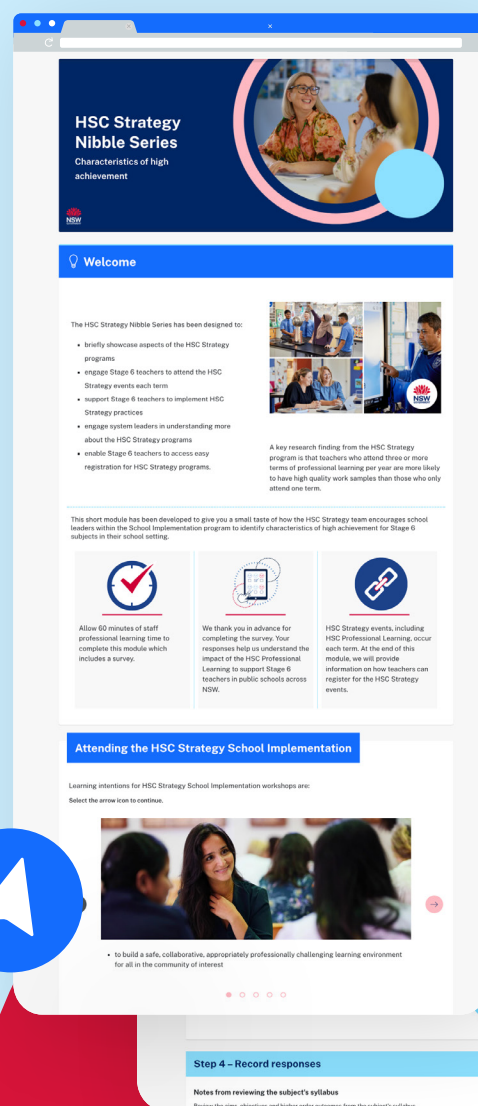 HSC Strategy
Nibble Series
Characteristics of high
achievement
NSW
Welcome
The HSC Strategy Nibble Series has been designed to:
• briefly showcase aspects of the HSC Strategy
programs
• engage Stage 6 teachers to attend the HSC
Strategy events each term
• support Stage 6 teachers to implement HSC
Strategy practices
• engage system leaders in understanding more
about the HSC Strategy programs
• enable Stage 6 teachers to access easy
registration for HSC Strategy programs.
NSW
A key research finding from the HSC Strategy
program is that teachers who attend three or more
terms of professional learning per year are more likely
to have high quality work samples than those who only
attend one term.
This short module has been developed to give you a small taste of how the HSC Strategy team encourages school
leaders within the School Implementation program to identify characteristics of high achievement for Stage 6
subjects in their school setting.
Allow 60 minutes of staff
professional learning time to
complete this module which
includes a survey.
We thank you in advance for
completing the survey. Your
responses help us understand the
impact of the HSC Professional
Learning to support Stage 6
teachers in public schools across
NSW.
HSC Strategy events, including
HSC Professional Learning, occur
each term. At the end of this
module, we will provide
information on how teachers can
register for the HSC Strategy
events.
Attending the HSC Strategy School Implementation
Learning intentions for HSC Strategy School Implementation workshops are:
Select the arrow icon to continue.
• to build a safe, collaborative, appropriately professionally challenging learning environment
for all in the community of interest
Step 4 – Record responses
Notes from reviewing the subject's syllabus
Review the aims, objectives and higher order outcomes from the subject's syllabus